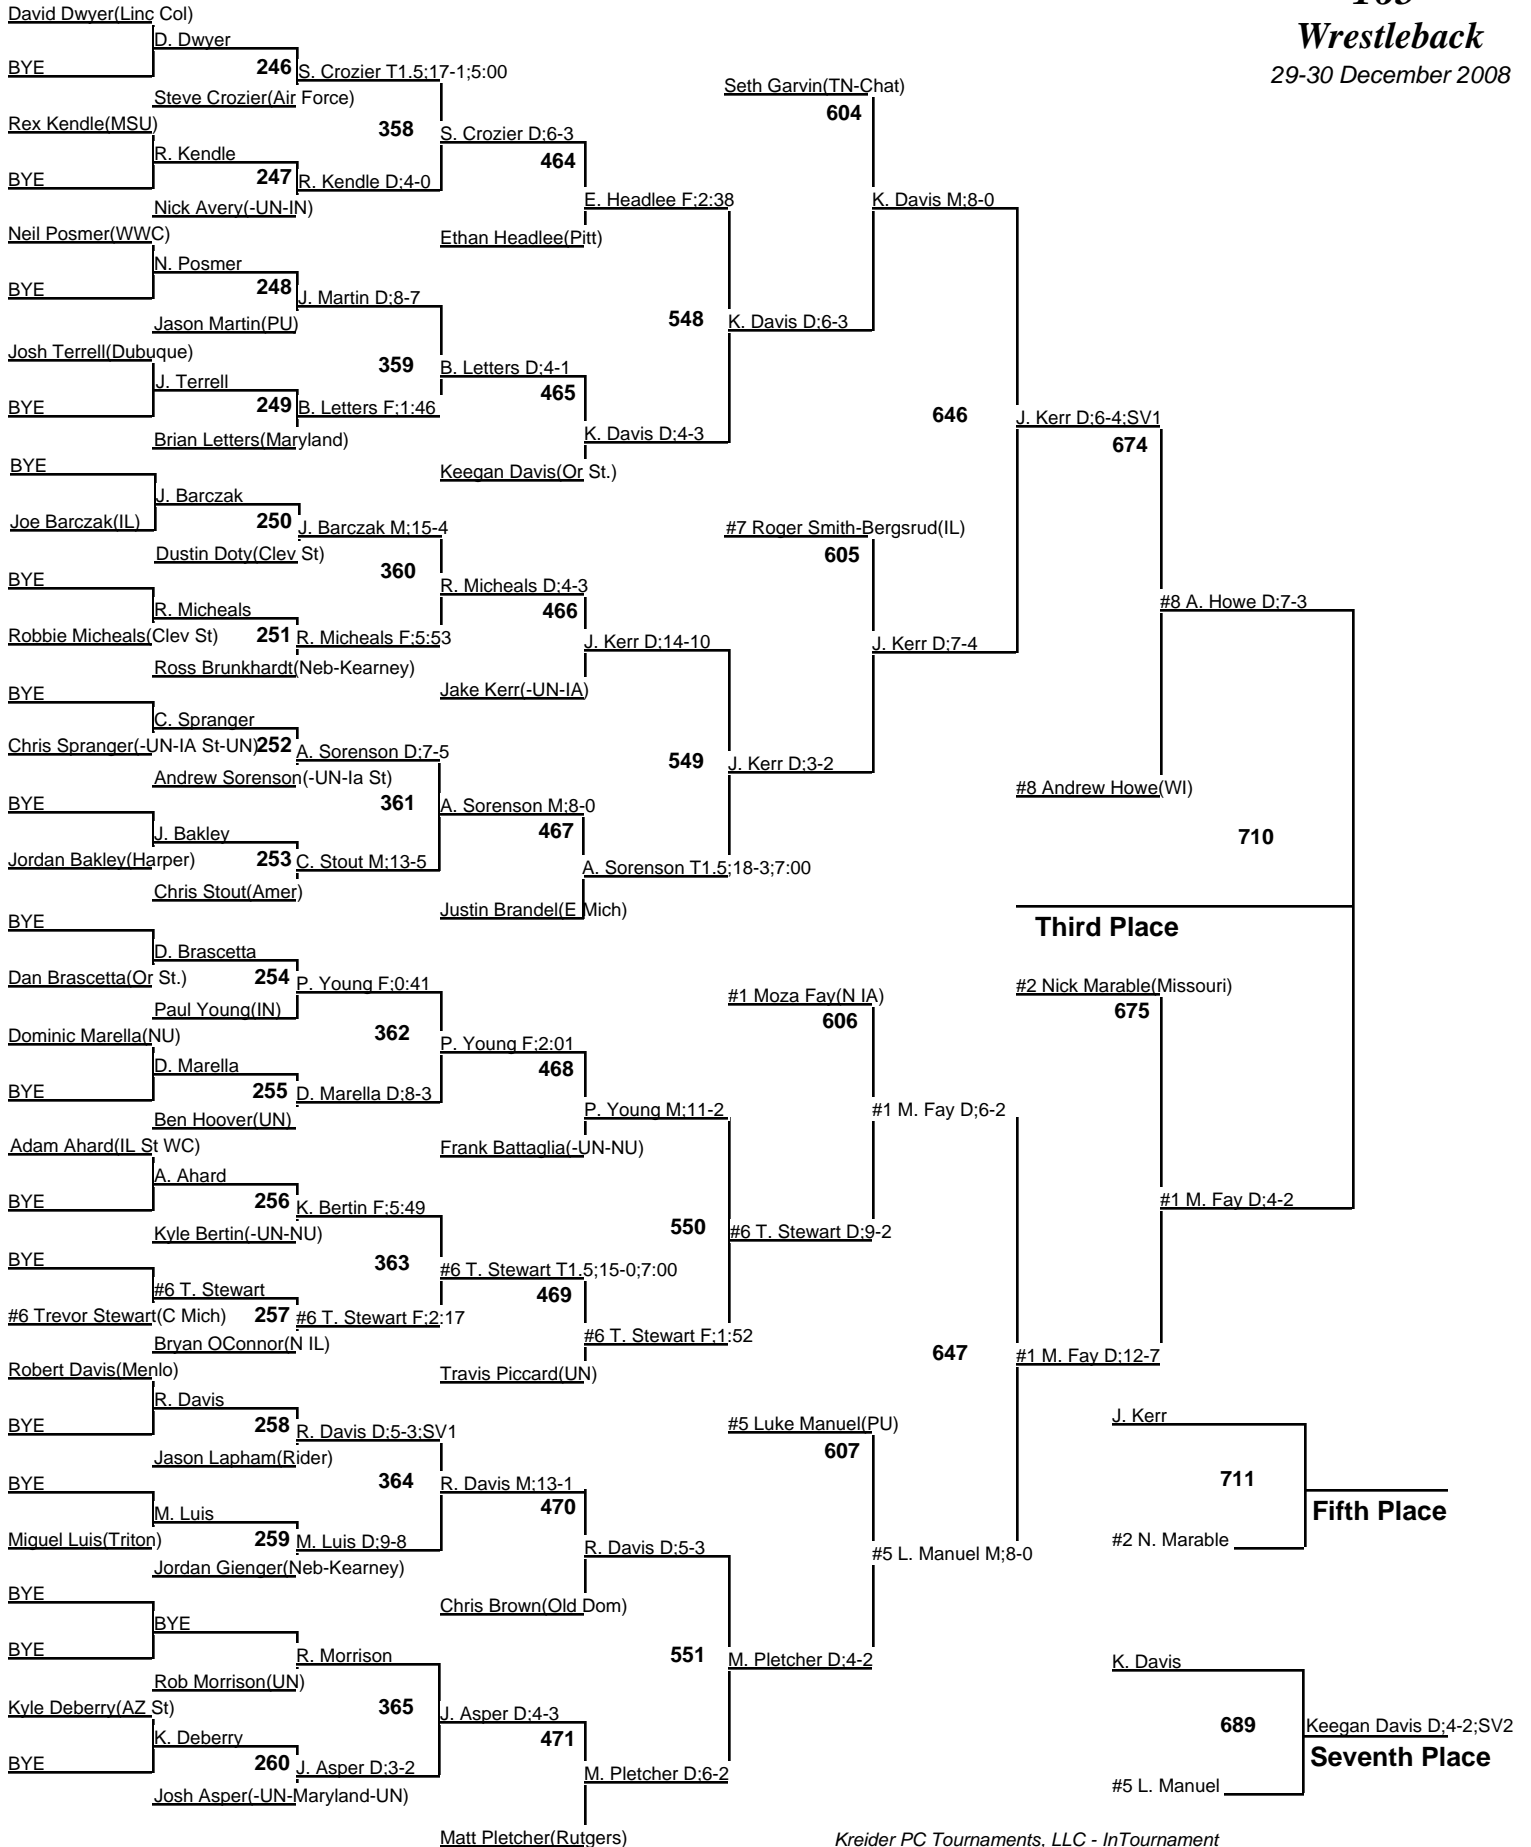 165
Wrestleback
29-30 December 2008
David Dwyer(Linc Col)
D. Dwyer
BYE
246
S. Crozier T1.5;17-1;5:00
Steve Crozier(Air Force)
358
Rex Kendle(MSU)
S. Crozier D;6-3
R. Kendle
464
BYE
247
R. Kendle D;4-0
Nick Avery(-UN-IN)
E. Headlee F;2:38
Ethan Headlee(Pitt)
Neil Posmer(WWC)
N. Posmer
BYE
248
J. Martin D;8-7
Jason Martin(PU)
548
K. Davis D;6-3
Josh Terrell(Dubuque)
359
B. Letters D;4-1
J. Terrell
465
BYE
249
B. Letters F;1:46
Brian Letters(Maryland)
K. Davis D;4-3
Keegan Davis(Or St.)
Seth Garvin(TN-Chat)
604
K. Davis M;8-0
646
J. Kerr D;6-4;SV1
674
BYE
J. Barczak
Joe Barczak(IL)
250
J. Barczak M;15-4
Dustin Doty(Clev St)
360
BYE
R. Micheals D;4-3
R. Micheals
466
Robbie Micheals(Clev St)
251
R. Micheals F;5:53
Ross Brunkhardt(Neb-Kearney)
J. Kerr D;14-10
Jake Kerr(-UN-IA)
#7 Roger Smith-Bergsrud(IL)
605
J. Kerr D;7-4
#8 A. Howe D;7-3
BYE
C. Spranger
Chris Spranger(-UN-IA St-UN)
252
A. Sorenson D;7-5
Andrew Sorenson(-UN-Ia St)
549
J. Kerr D;3-2
#8 Andrew Howe(WI)
BYE
361
A. Sorenson M;8-0
J. Bakley
467
Jordan Bakley(Harper)
253
C. Stout M;13-5
Chris Stout(Amer)
A. Sorenson T1.5;18-3;7:00
Justin Brandel(E Mich)
710
Third Place
BYE
D. Brascetta
Dan Brascetta(Or St.)
254
P. Young F;0:41
Paul Young(IN)
Dominic Marella(NU)
362
P. Young F;2:01
D. Marella
468
BYE
255
D. Marella D;8-3
Ben Hoover(UN)
P. Young M;11-2
Frank Battaglia(-UN-NU)
#1 Moza Fay(N IA)
606
#1 M. Fay D;6-2
#2 Nick Marable(Missouri)
675
Adam Ahard(IL St WC)
A. Ahard
BYE
256
K. Bertin F;5:49
Kyle Bertin(-UN-NU)
550
#6 T. Stewart D;9-2
#1 M. Fay D;4-2
BYE
363
#6 T. Stewart T1.5;15-0;7:00
#6 T. Stewart
469
#6 Trevor Stewart(C Mich)
257
#6 T. Stewart F;2:17
Bryan OConnor(N IL)
#6 T. Stewart F;1:52
Travis Piccard(UN)
647
#1 M. Fay D;12-7
Robert Davis(Menlo)
R. Davis
BYE
258
R. Davis D;5-3;SV1
Jason Lapham(Rider)
#5 Luke Manuel(PU)
607
J. Kerr
711
Fifth Place
#2 N. Marable
BYE
364
R. Davis M;13-1
M. Luis
470
Miguel Luis(Triton)
259
M. Luis D;9-8
Jordan Gienger(Neb-Kearney)
R. Davis D;5-3
#5 L. Manuel M;8-0
Chris Brown(Old Dom)
BYE
BYE
BYE
R. Morrison
Rob Morrison(UN)
551
M. Pletcher D;4-2
K. Davis
Kyle Deberry(AZ St)
365
J. Asper D;4-3
K. Deberry
471
689
Keegan Davis D;4-2;SV2
Seventh Place
BYE
260
J. Asper D;3-2
Josh Asper(-UN-Maryland-UN)
M. Pletcher D;6-2
#5 L. Manuel
Matt Pletcher(Rutgers)
Kreider PC Tournaments, LLC - InTournament